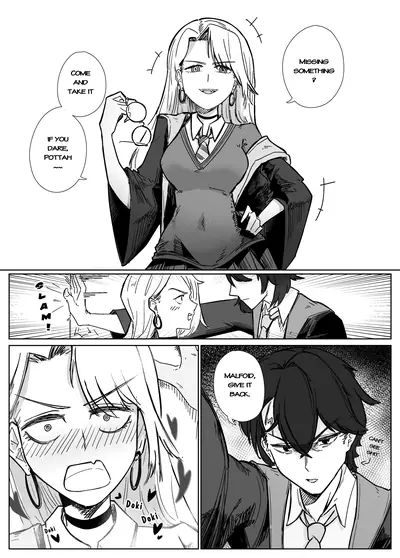 MISSING
SOMETHING
?
COME
AND
TAKE IT
IF YOU
DARE,
POTTAH
~~
SLAM!
MALFOID,
GIVE IT
BACK.
CAN'T
SEE
SHIT
Doki
Doki
Doki